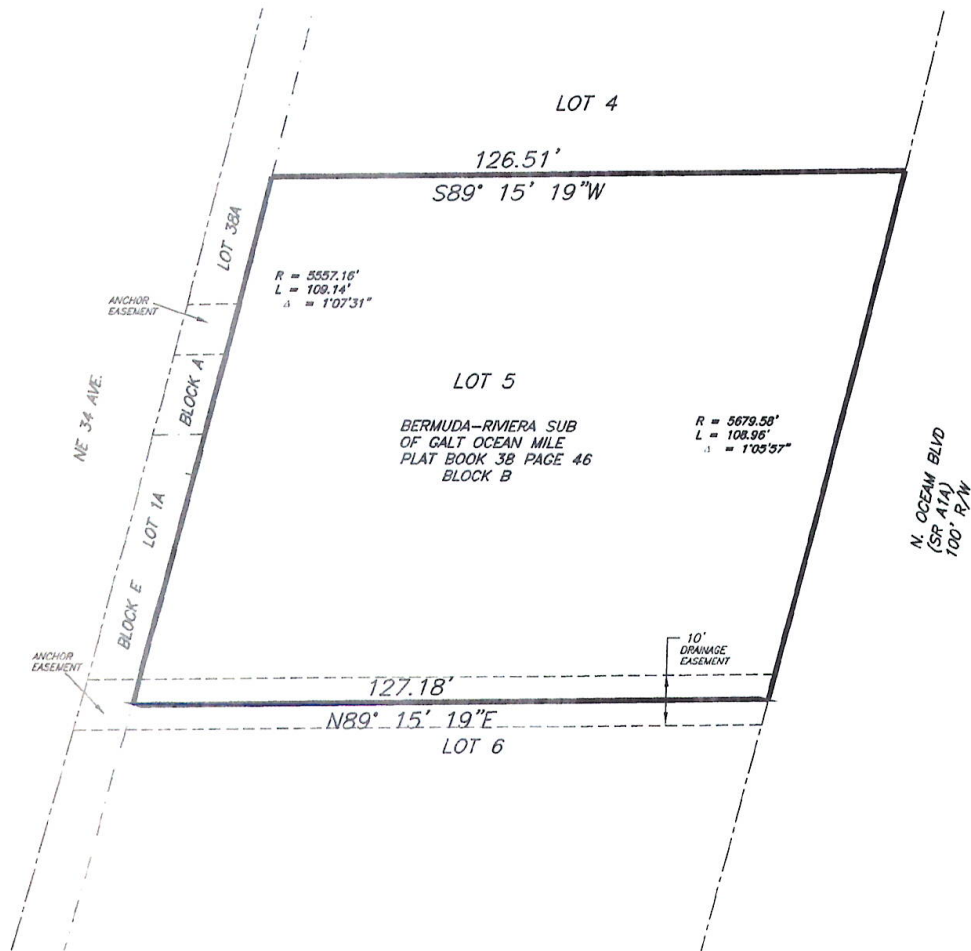 LOT 4
126.51'
S89° 15' 19"W
LOT 38A
R = 5557.16'
L = 109.14'
Δ = 1°07'31"
ANCHOR
EASEMENT
BLOCK A
NE 34 AVE.
LOT 5
BERMUDA-RIVIERA SUB
OF GALT OCEAN MILE
PLAT BOOK 38 PAGE 46
BLOCK B
R = 5679.58'
L = 108.96'
Δ = 1°05'57"
N. OCEAM BLVD
(SR A1A)
100' R/W
LOT 1A
BLOCK E
ANCHOR
EASEMENT
10'
DRAINAGE
EASEMENT
127.18'
N89° 15' 19"E
LOT 6